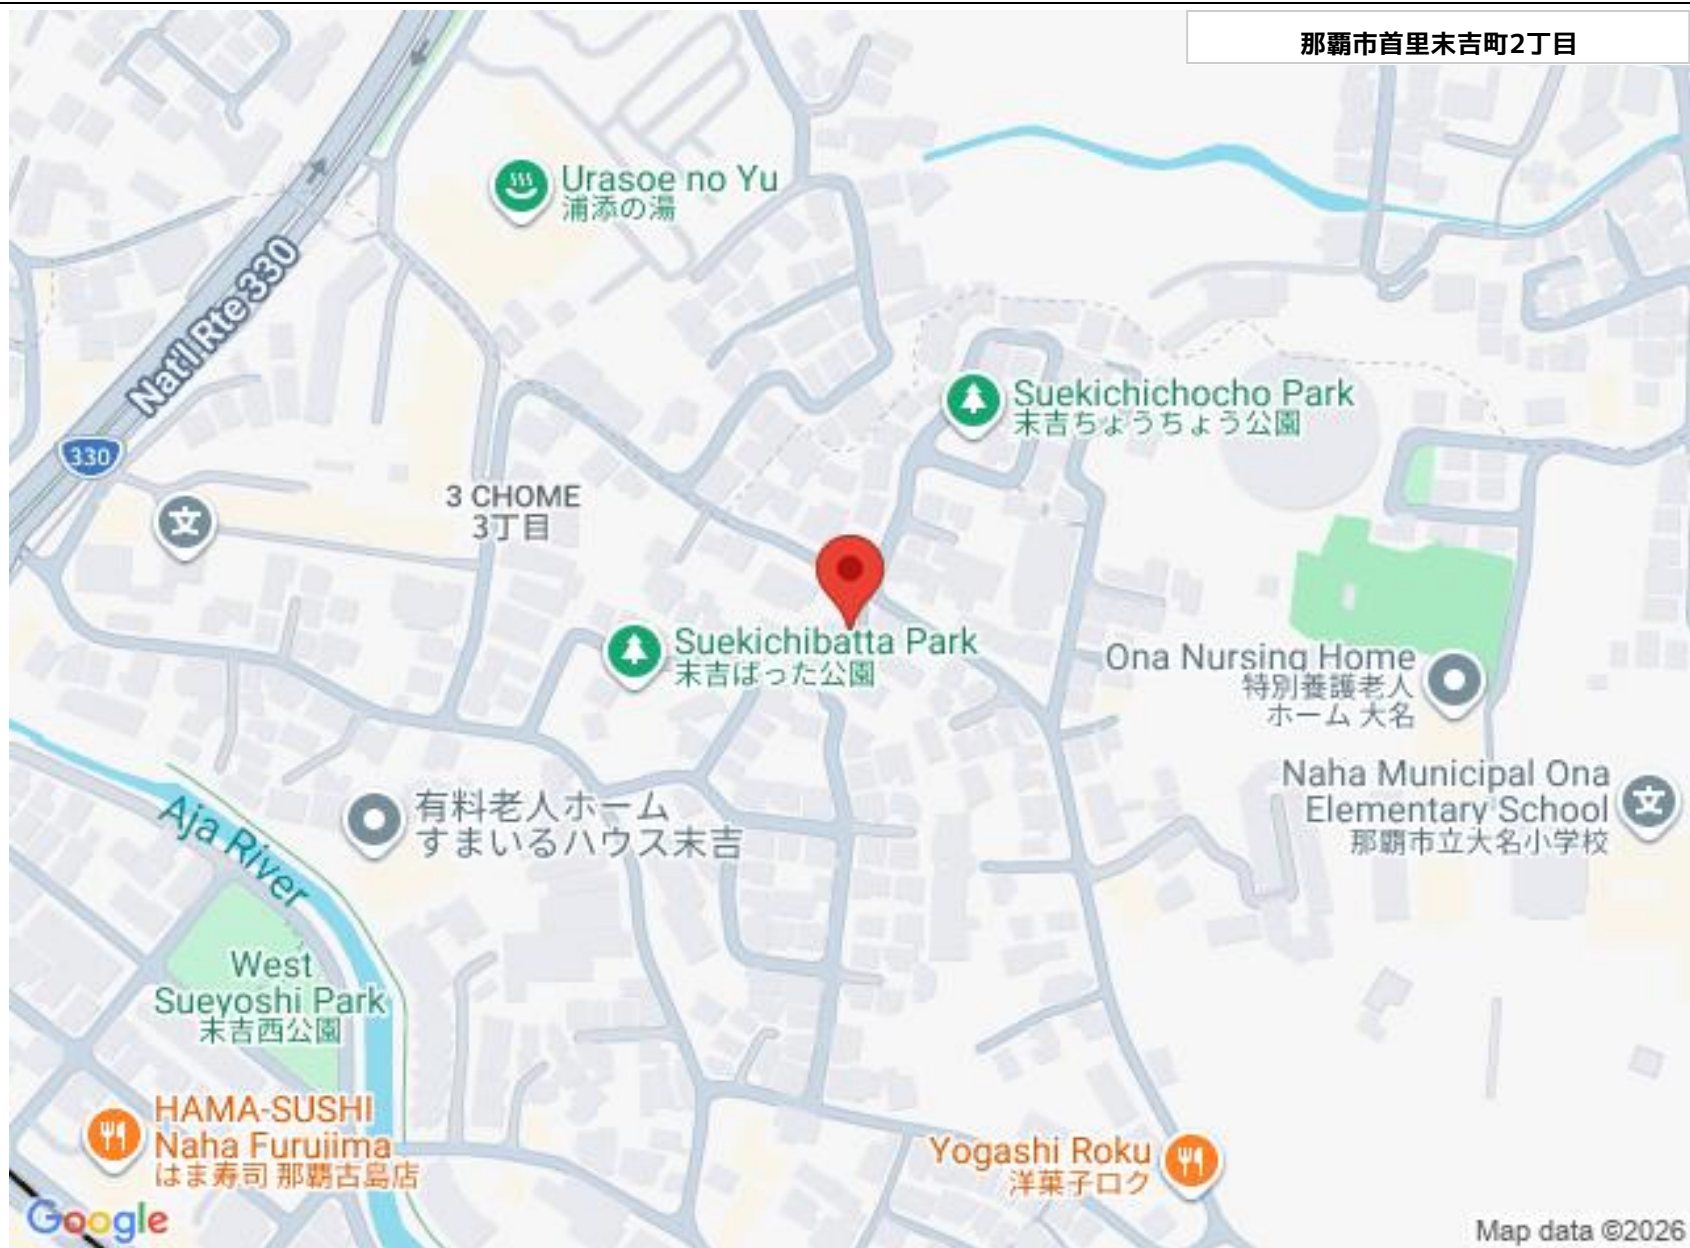 那覇市首里末吉町2丁目
Urasoe no Yu
浦添の湯
Nat'l Rte 330
Suekichichocho Park
末吉ちょうちょう公園
330
文
3 CHOME
3丁目
Suekichibatta Park
末吉ばった公園
Ona Nursing Home
特別養護老人
ホーム 大名
Naha Municipal Ona
Elementary School
那覇市立大名小学校
文
有料老人ホーム
すまいるハウス末吉
Aja River
West
Sueyoshi Park
末吉西公園
HAMA-SUSHI
Naha Furujima
はま寿司 那覇古島店
Yogashi Roku
洋菓子ロク
Google
Map data ©2026